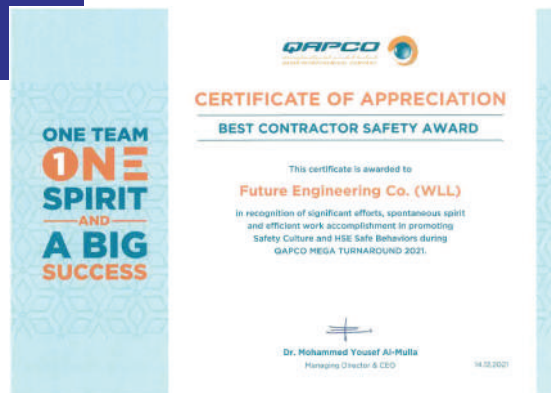 QAPCO
CERTIFICATE OF APPRECIATION
BEST CONTRACTOR SAFETY AWARD
This certificate is awarded to
Future Engineering Co. (WLL)
in recognition of significant efforts, spontaneous spirit
and efficient work accomplishment in promoting
Safety Culture and HSE Safe Behaviors during
QAPCO MEGA TURNAROUND 2021.
Dr. Mohammed Yousef Al-Mulla
Managing Director & CEO
14.12.2021
ONE TEAM
1 ONE
SPIRIT
AND
A BIG
SUCCESS